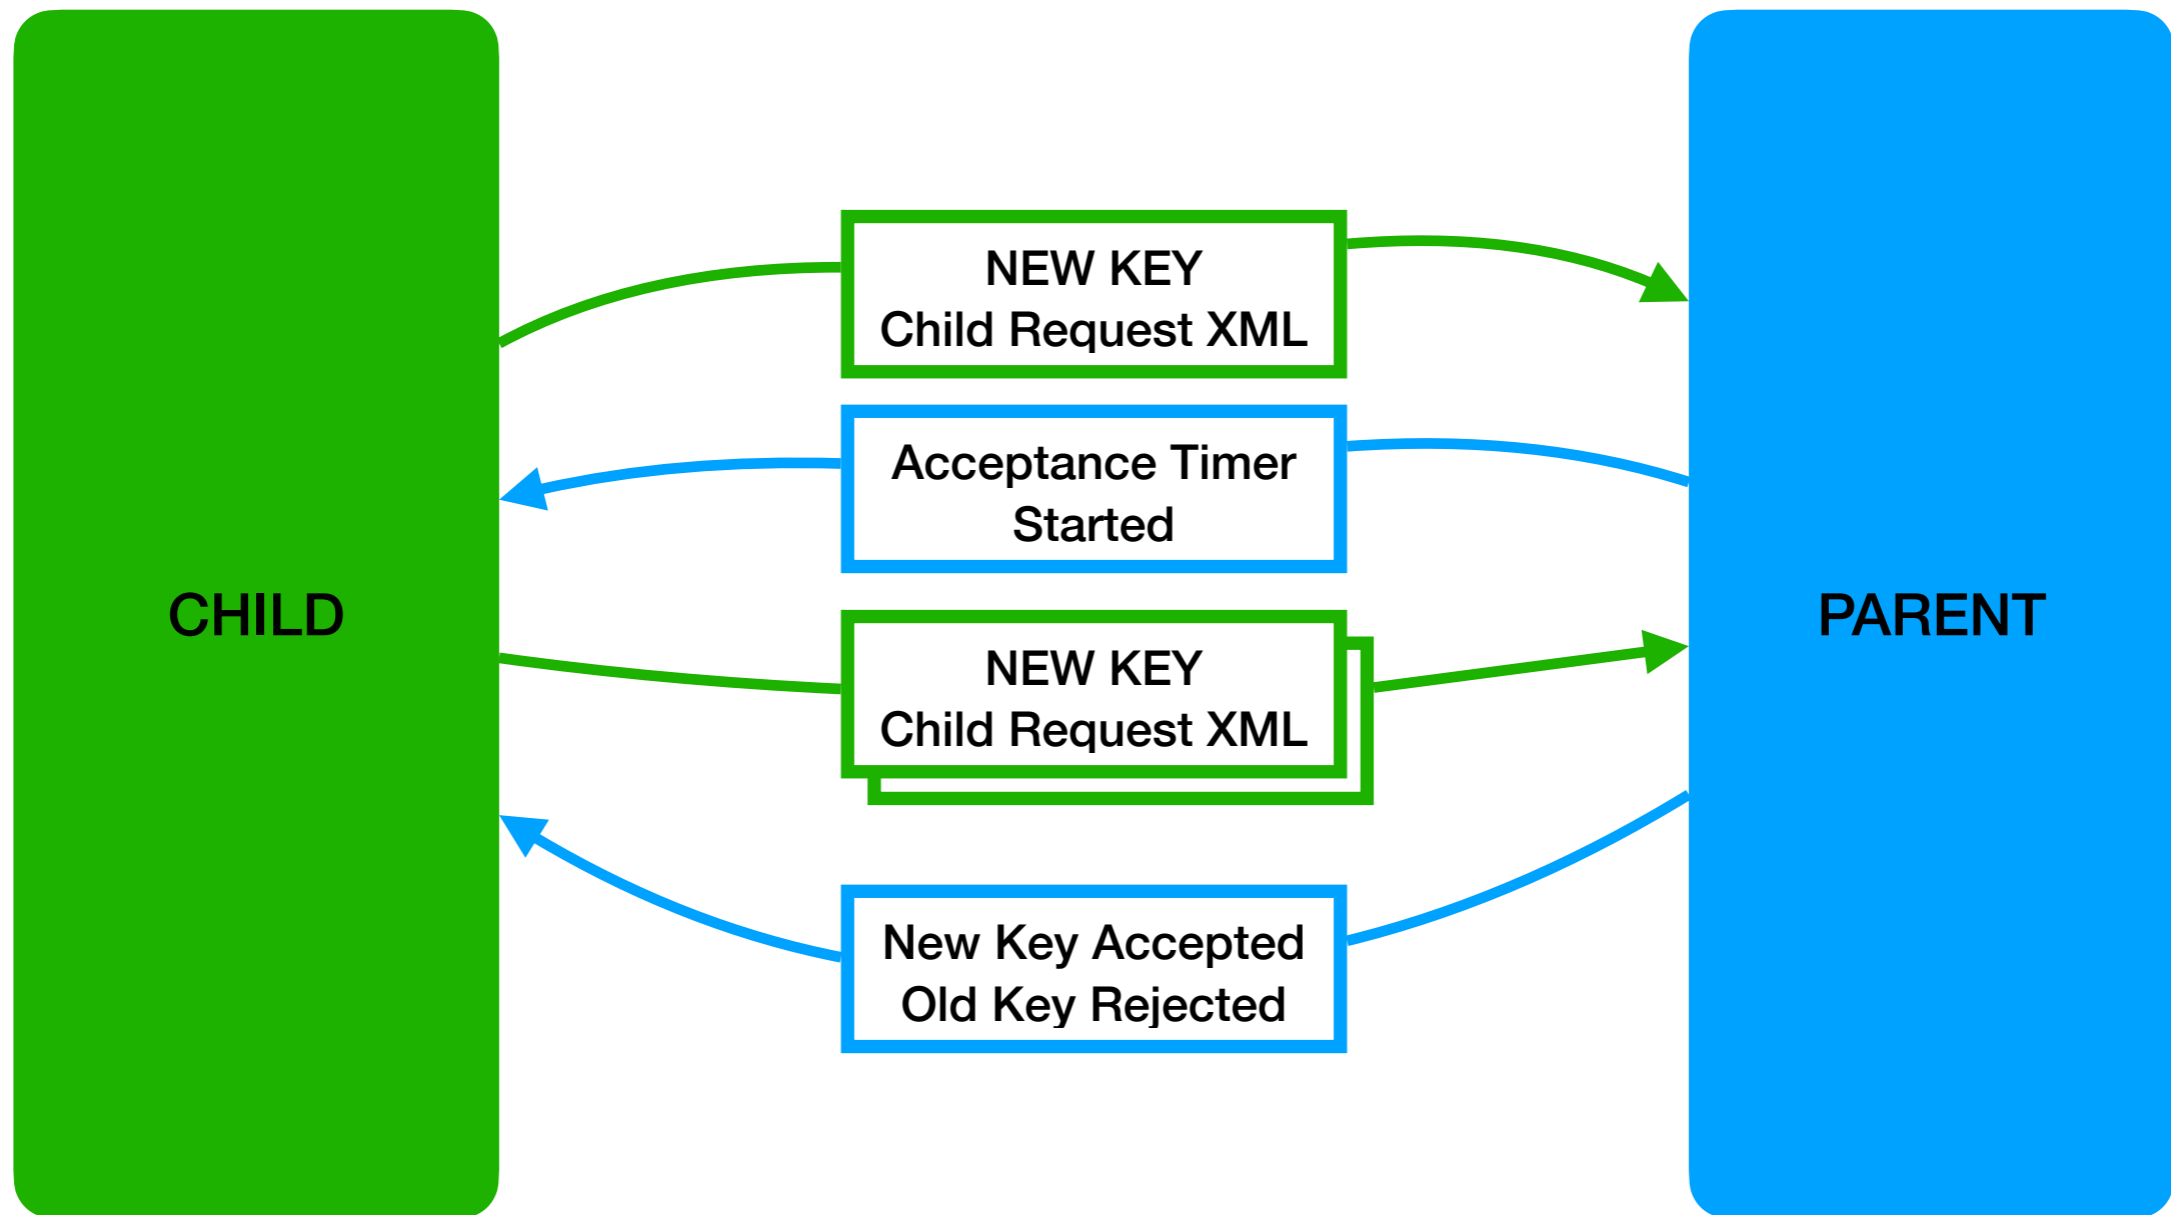 NEW KEY
Child Request XML
Acceptance Timer
Started
CHILD
PARENT
NEW KEY
Child Request XML
New Key Accepted
Old Key Rejected